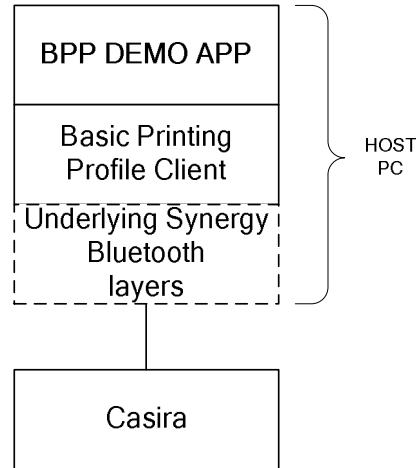 BPP DEMO APP
Basic Printing
Profile Client
Underlying Synergy
Bluetooth
layers
HOST
PC
Casira